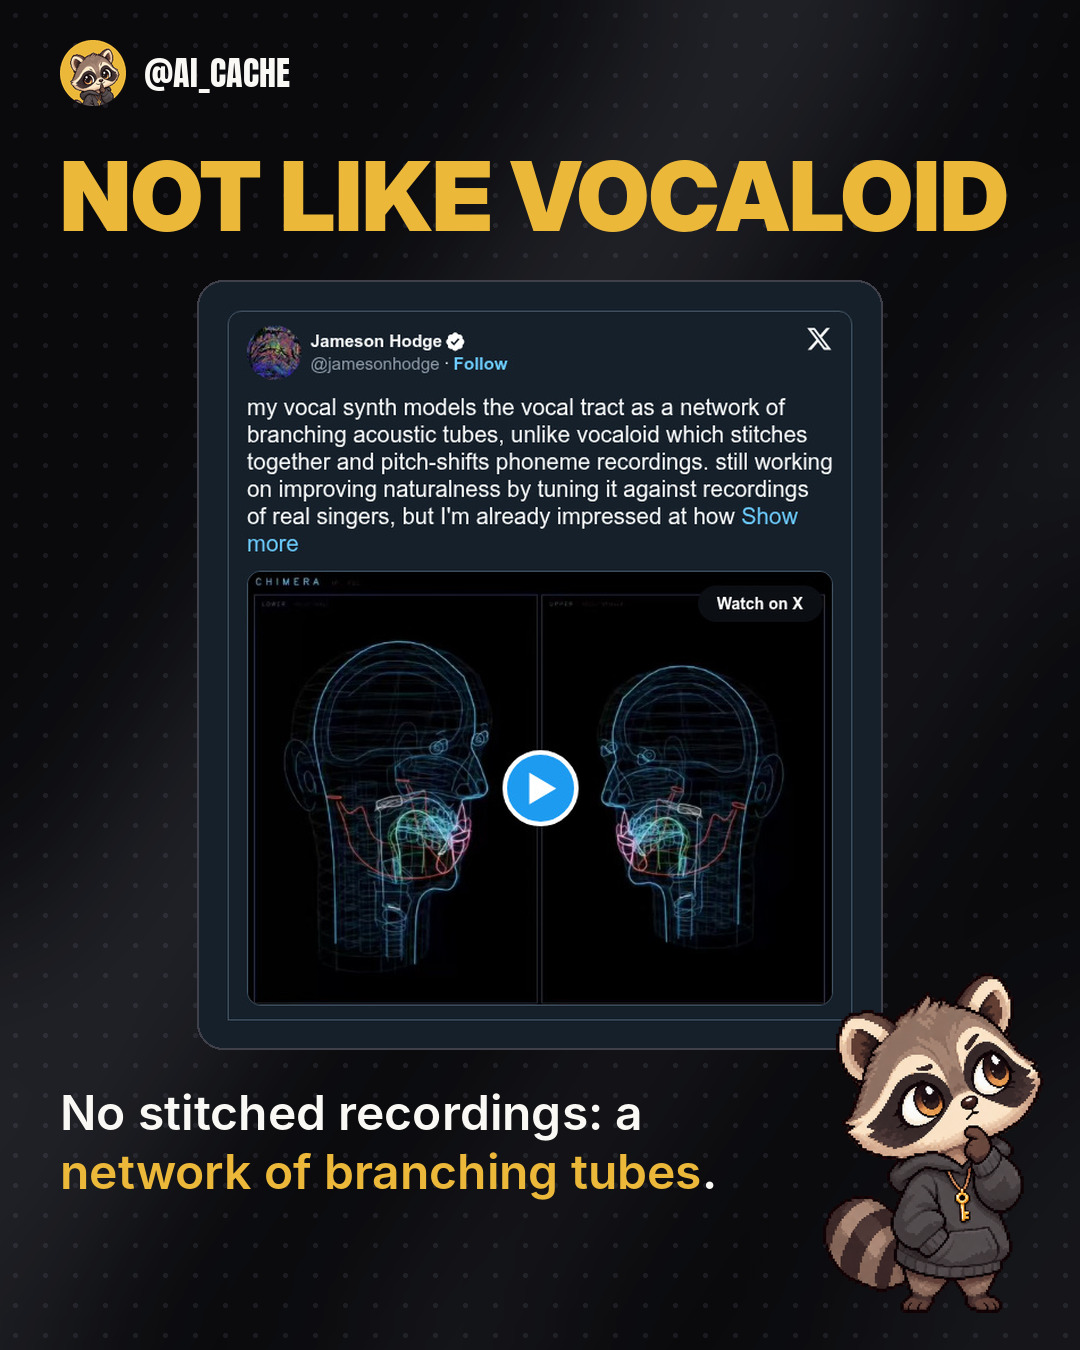 @AI_CACHE
NOT LIKE VOCALOID
Jameson Hodge
@jamesonhodge · Follow
my vocal synth models the vocal tract as a network of
branching acoustic tubes, unlike vocaloid which stitches
together and pitch-shifts phoneme recordings. still working
on improving naturalness by tuning it against recordings
of real singers, but I'm already impressed at how Show
more
CHIMERA
LOWER
UPPER
Watch on X
No stitched recordings: a
network of branching tubes.